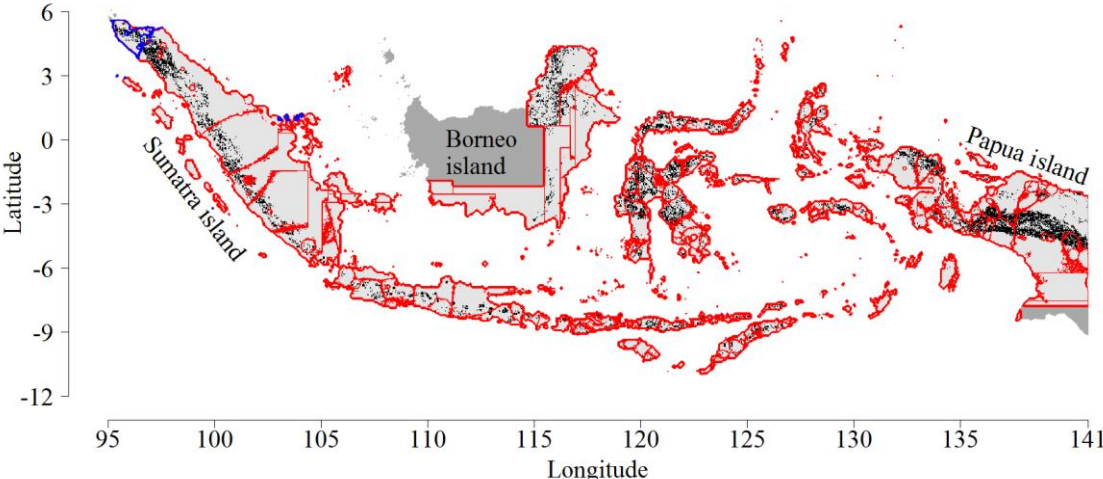 6
3
0
-3
-6
-9
-12
Latitude
Sumatra island
Borneo
island
Papua island
95 100 105 110 115 120 125 130 135 141
Longitude